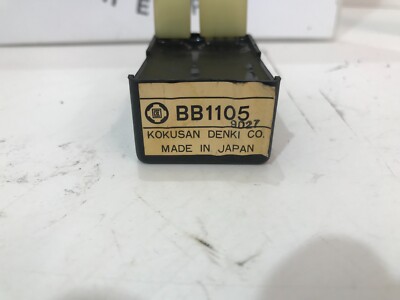 BB1105
9027
KOKUSAN DENKI CO.
MADE IN JAPAN